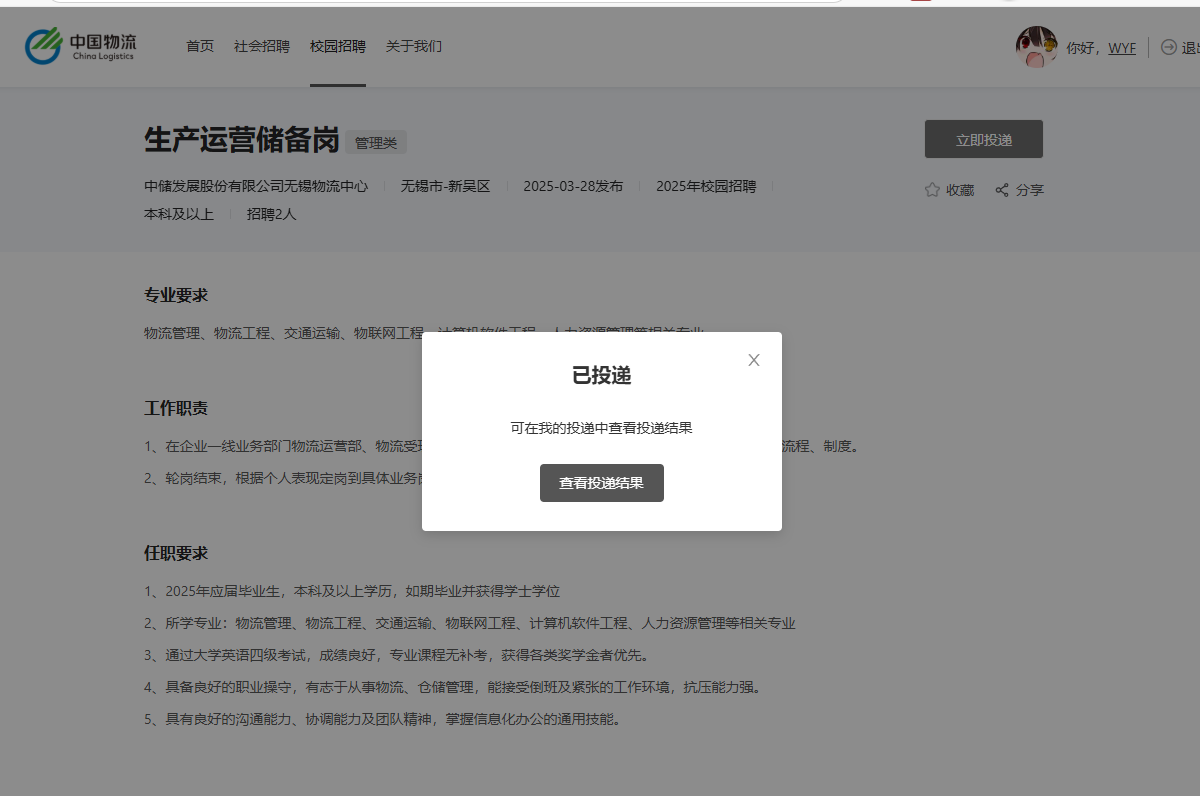 中国物流
China Logistics
首页 社会招聘 校园招聘 关于我们
你好，WYF
退出
生产运营储备岗 管理类
立即投递
中储发展股份有限公司无锡物流中心 无锡市-新吴区 2025-03-28发布 2025年校园招聘
收藏 分享
本科及以上 招聘2人
专业要求
物流管理、物流工程、交通运输、物联网工程、计算机软件工程、人力资源管理等相关专业
已投递
可在我的投递中查看投递结果
查看投递结果
工作职责
1、在企业一线业务部门物流运营部、物流受理 流程、制度。
2、轮岗结束，根据个人表现定岗到具体业务岗
任职要求
1、2025年应届毕业生，本科及以上学历，如期毕业并获得学士学位
2、所学专业：物流管理、物流工程、交通运输、物联网工程、计算机软件工程、人力资源管理等相关专业
3、通过大学英语四级考试，成绩良好，专业课程无补考，获得各类奖学金者优先。
4、具备良好的职业操守，有志于从事物流、仓储管理，能接受倒班及紧张的工作环境，抗压能力强。
5、具有良好的沟通能力、协调能力及团队精神，掌握信息化办公的通用技能。